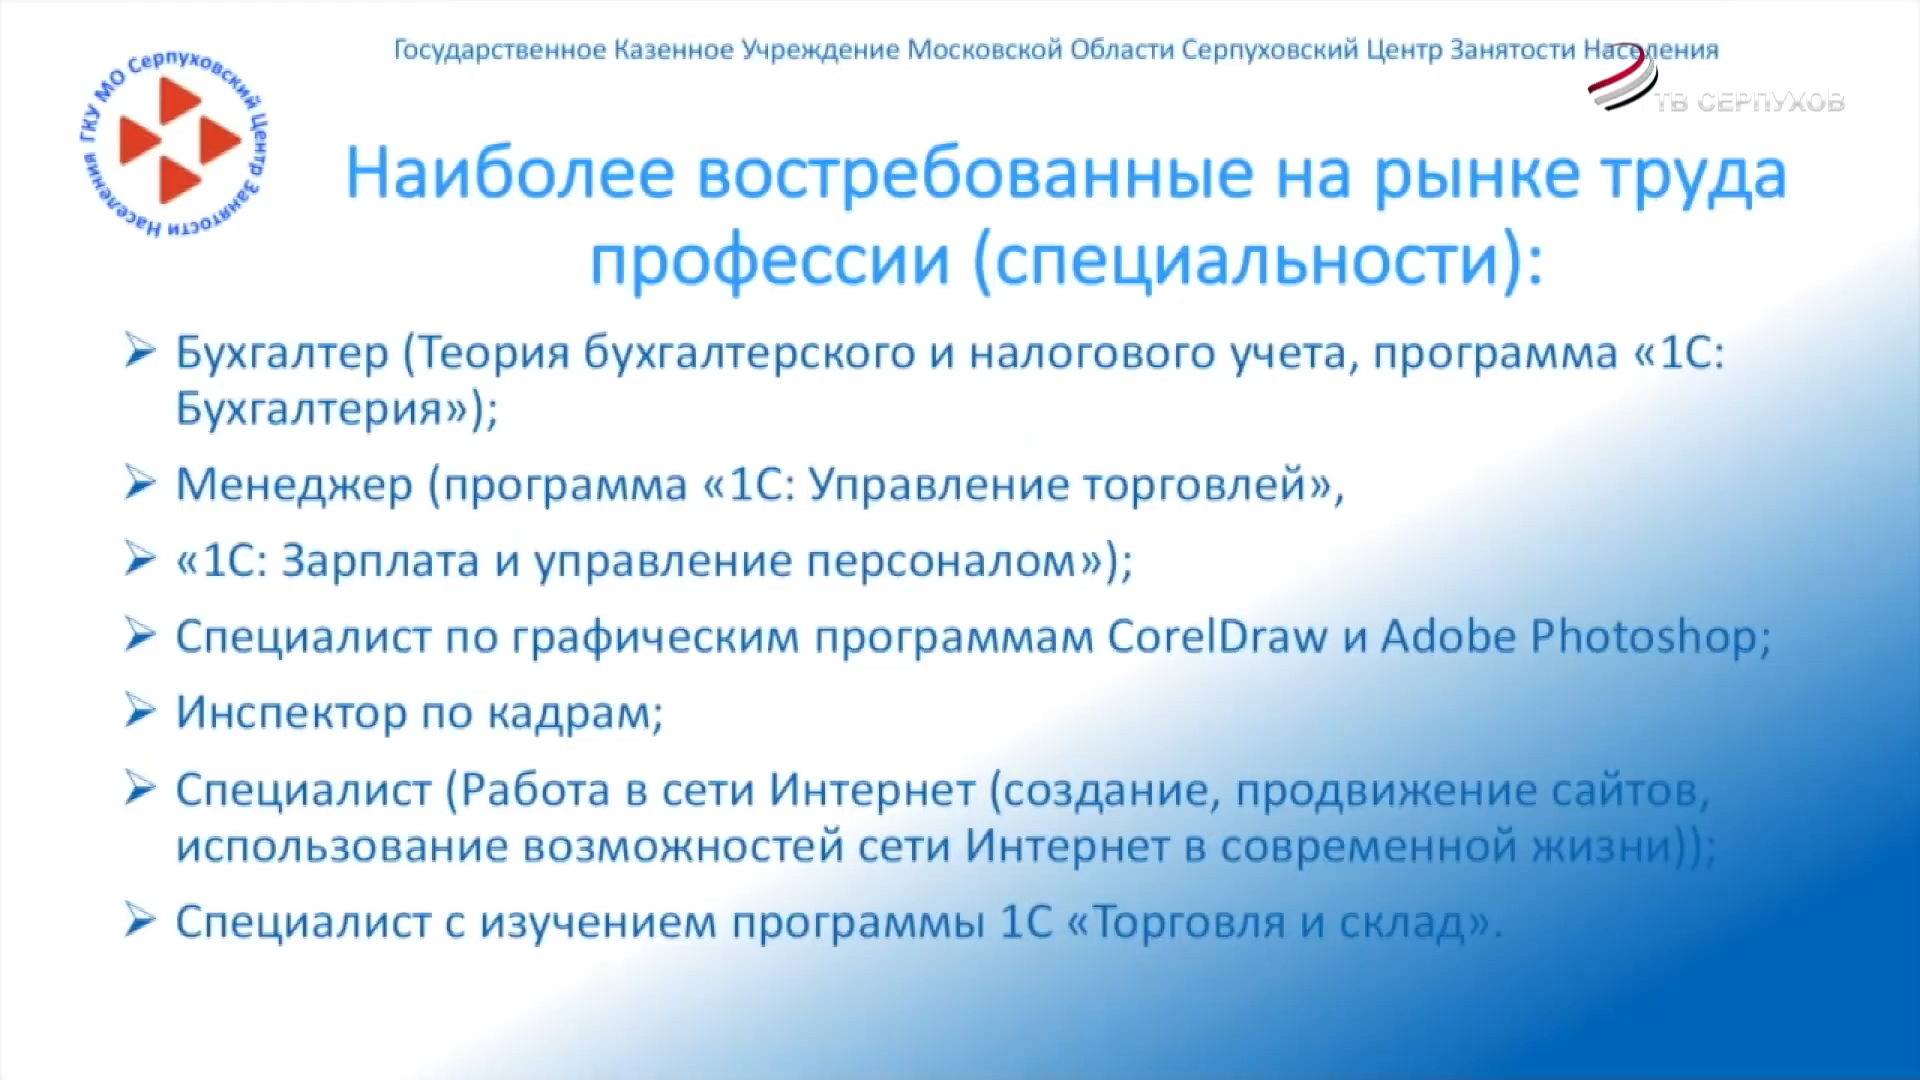 Государственное Казенное Учреждение Московской Области Серпуховский Центр Занятости Населения
ГКУ МО Серпуховский Центр Занятости Населения
ТВ СЕРПУХОВ
Наиболее востребованные на рынке труда
профессии (специальности):
Бухгалтер (Теория бухгалтерского и налогового учета, программа «1С:
Бухгалтерия»);
Менеджер (программа «1С: Управление торговлей»,
«1С: Зарплата и управление персоналом»);
Специалист по графическим программам CorelDraw и Adobe Photoshop;
Инспектор по кадрам;
Специалист (Работа в сети Интернет (создание, продвижение сайтов,
использование возможностей сети Интернет в современной жизни));
Специалист с изучением программы 1С «Торговля и склад».